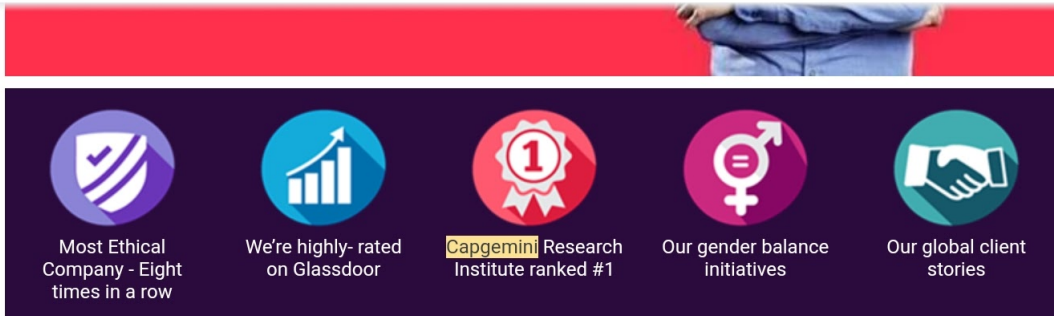 1
Most Ethical
Company - Eight
times in a row
We're highly- rated
on Glassdoor
Capgemini Research
Institute ranked #1
Our gender balance
initiatives
Our global client
stories